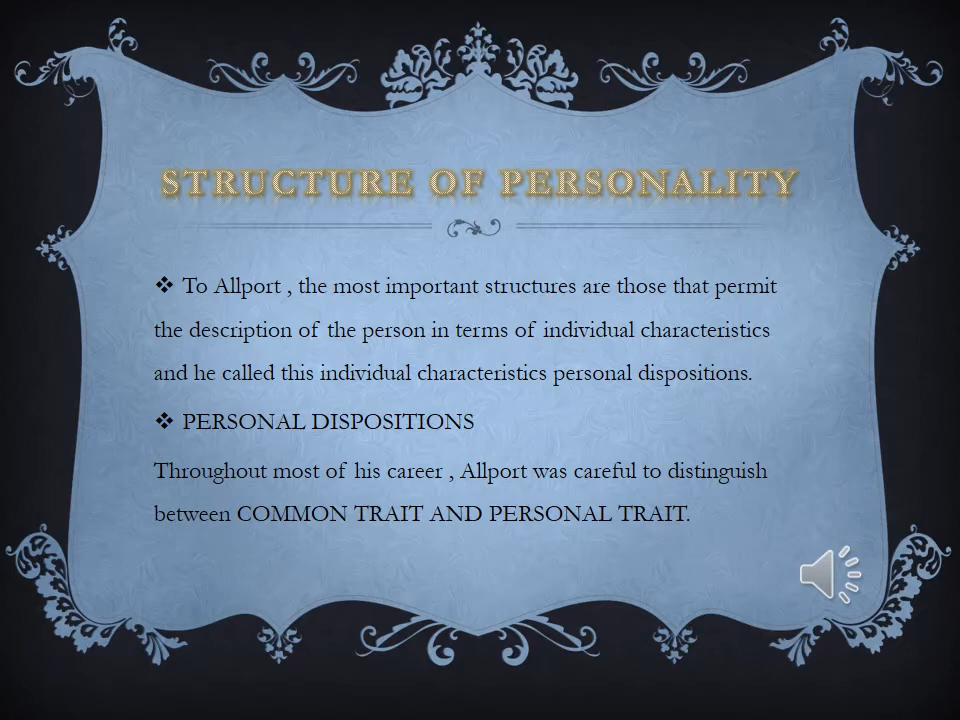 STRUCTURE OF PERSONALITY
❖ To Allport , the most important structures are those that permit
the description of the person in terms of individual characteristics
and he called this individual characteristics personal dispositions.
❖ PERSONAL DISPOSITIONS
Throughout most of his career , Allport was careful to distinguish
between COMMON TRAIT AND PERSONAL TRAIT.